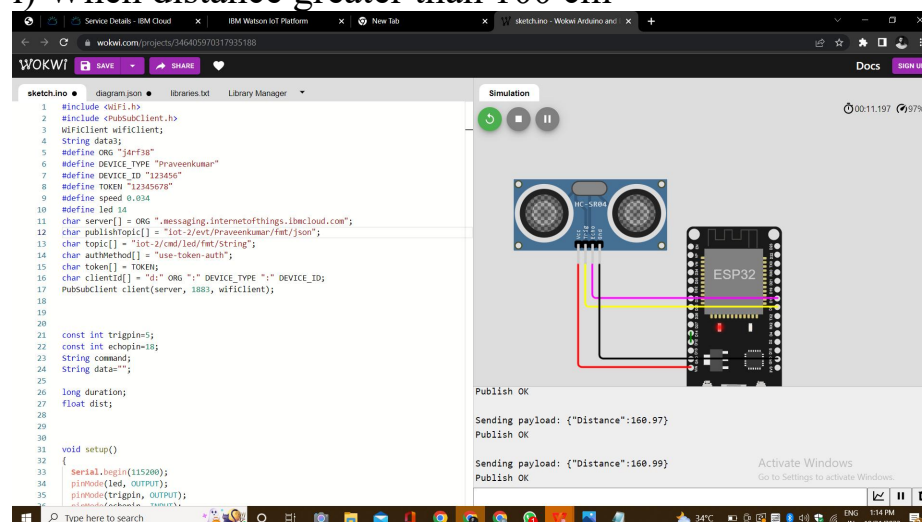 i) When distance greater than 100 cm
Service Details - IBM Cloud
IBM Watson IoT Platform
New Tab
sketch.ino - Wokwi Arduino and
wokwi.com/projects/346405970317935188
WOKWi
SAVE
SHARE
Docs
SIGN U
sketch.ino
diagram.json
libraries.txt
Library Manager
Simulation
00:11.197
97%
1 #include <WiFi.h>
2 #include <PubSubClient.h>
3 WiFiClient wifiClient;
4 String data3;
5 #define ORG "j4rf38"
6 #define DEVICE_TYPE "Praveenkumar"
7 #define DEVICE_ID "123456"
8 #define TOKEN "12345678"
9 #define speed 0.034
10 #define led 14
11 char server[] = ORG ".messaging.internetofthings.ibmcloud.com";
12 char publishTopic[] = "iot-2/evt/Praveenkumar/fmt/json";
13 char topic[] = "iot-2/cmd/led/fmt/String";
14 char authMethod[] = "use-token-auth";
15 char token[] = TOKEN;
16 char clientId[] = "d:" ORG ":" DEVICE_TYPE ":" DEVICE_ID;
17 PubSubClient client(server, 1883, wifiClient);
18
19
20
21 const int trigpin=5;
22 const int echopin=18;
23 String command;
24 String data="";
25
26 long duration;
27 float dist;
28
29
30
31 void setup()
32 {
33 Serial.begin(115200);
34 pinMode(led, OUTPUT);
35 pinMode(trigpin, OUTPUT);
HC-SR04
Vcc
Trig
Echo
Gnd
ESP32
Publish OK
Sending payload: {"Distance":160.97}
Publish OK
Sending payload: {"Distance":160.99}
Publish OK
Activate Windows
Go to Settings to activate Windows.
Type here to search
34°C
ENG
1:14 PM